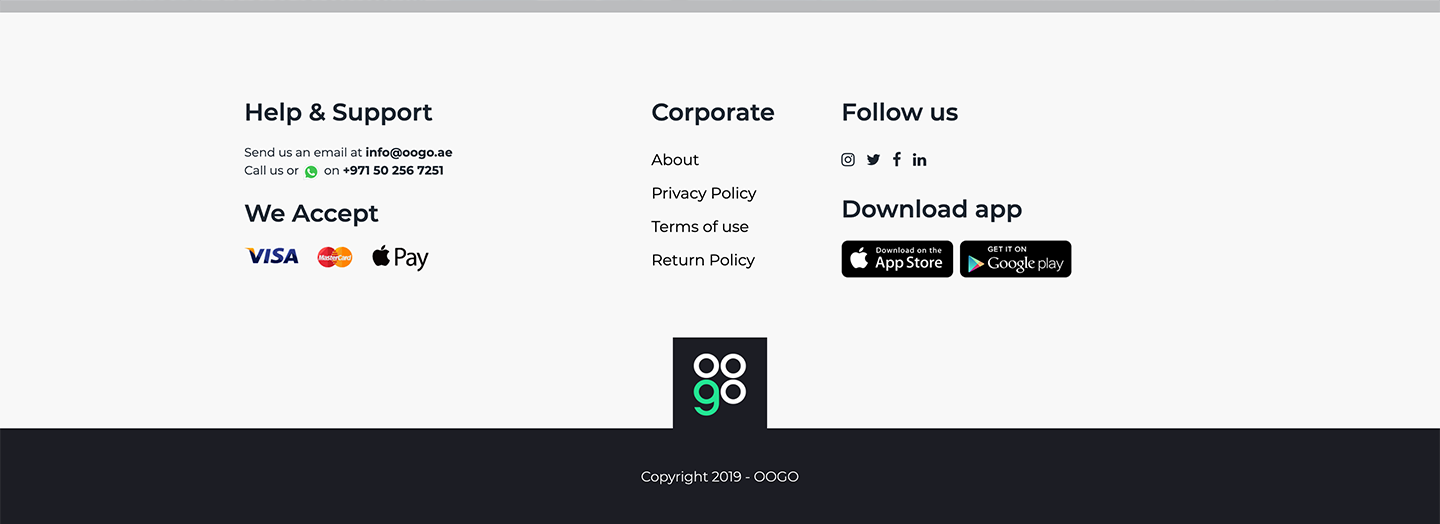 Help & Support
Send us an email at info@oogo.ae
Call us or on +971 50 256 7251
We Accept
VISA
MasterCard
Pay
Corporate
About
Privacy Policy
Terms of use
Return Policy
Follow us
Download app
Download on the
App Store
GET IT ON
Google play
oo
go
Copyright 2019 - OOGO